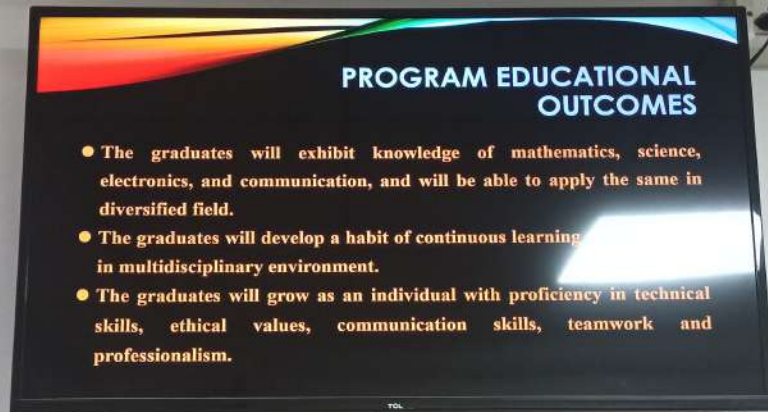 PROGRAM EDUCATIONAL
OUTCOMES
● The graduates will exhibit knowledge of mathematics, science,
electronics, and communication, and will be able to apply the same in
diversified field.
● The graduates will develop a habit of continuous learning
in multidisciplinary environment.
● The graduates will grow as an individual with proficiency in technical
skills, ethical values, communication skills, teamwork and
professionalism.
TCL